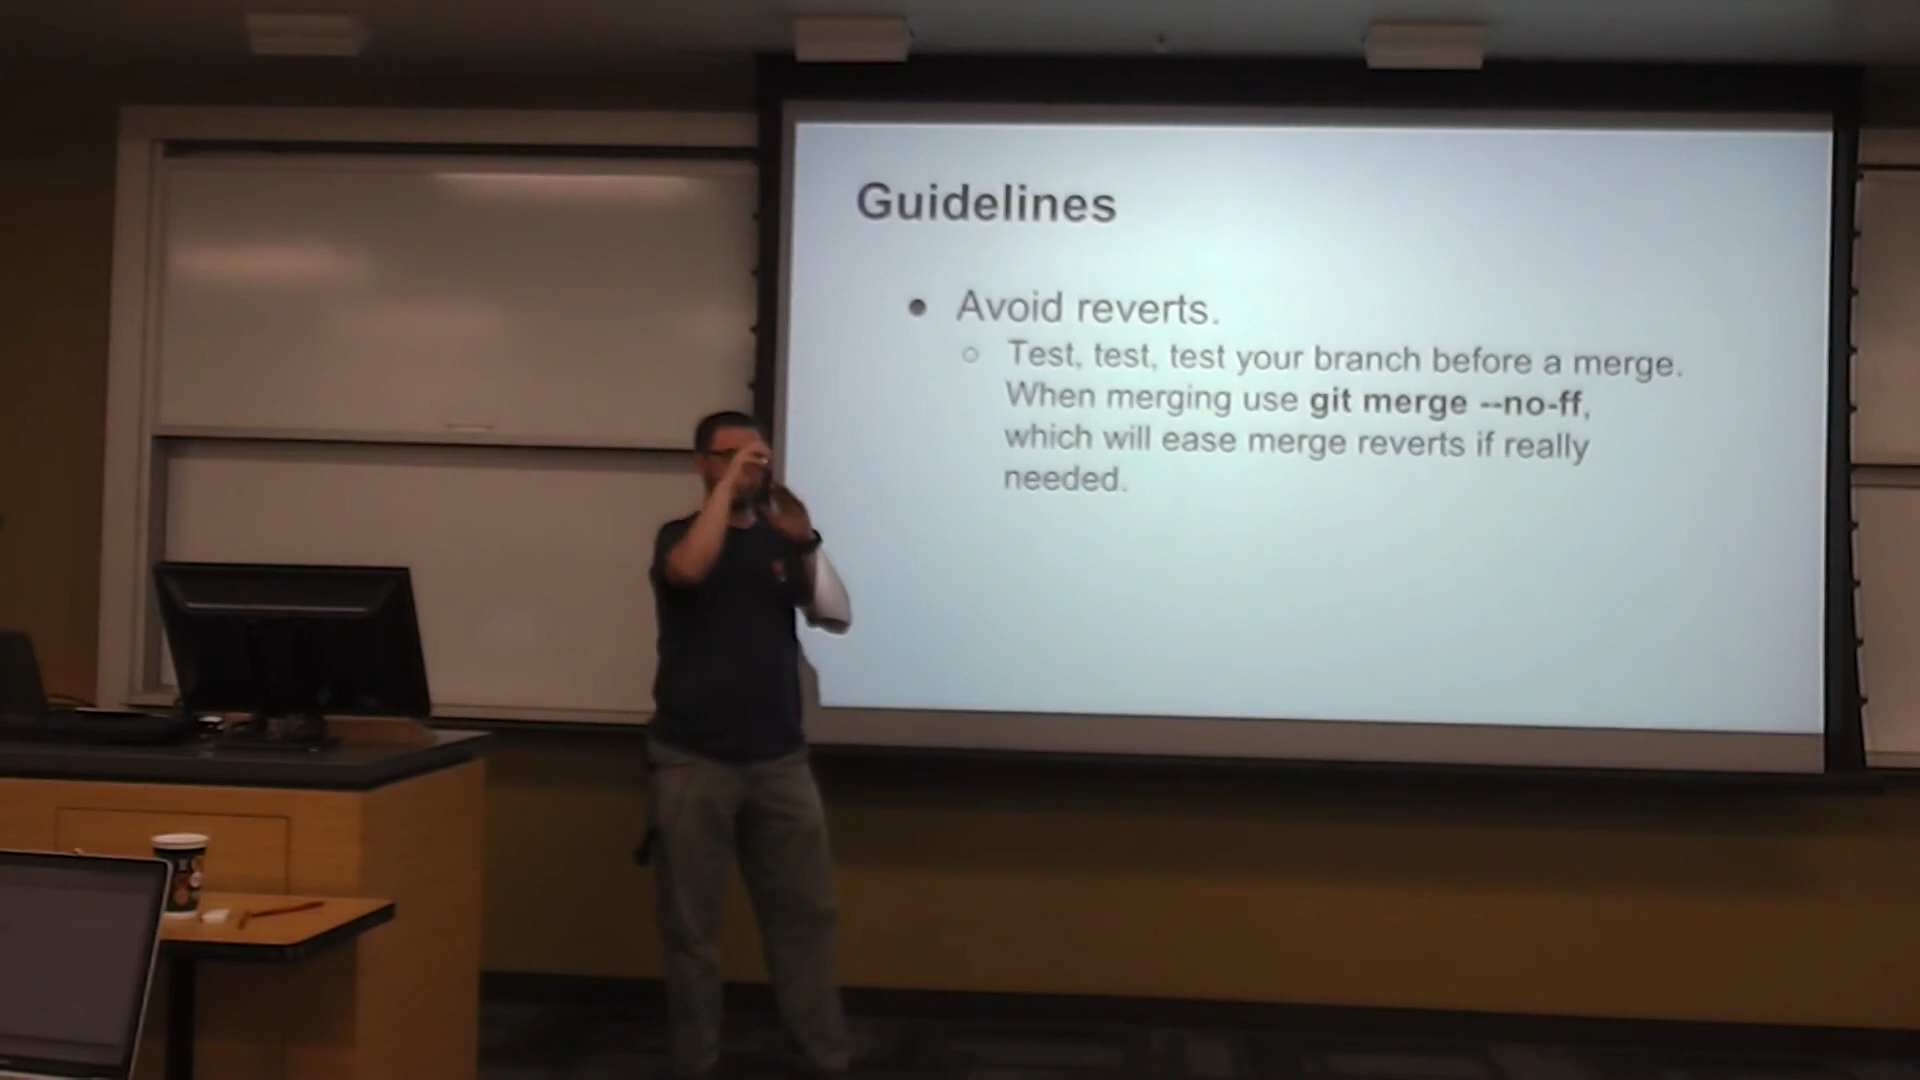 Guidelines
● Avoid reverts.
○ Test, test, test your branch before a merge.
When merging use git merge --no-ff,
which will ease merge reverts if really
needed.